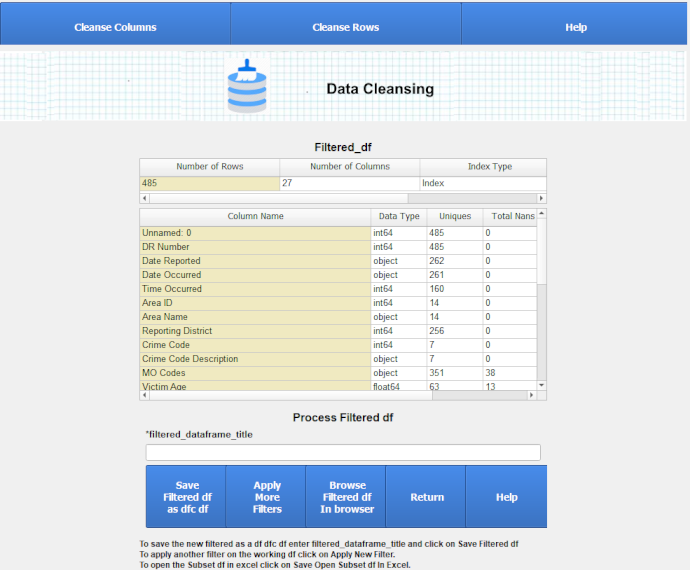 Cleanse Columns Cleanse Rows Help
Data Cleansing
Filtered_df
Number of Rows Number of Columns Index Type
485 27 Index
Column Name Data Type Uniques Total Nans
Unnamed: 0 int64 485 0
DR Number int64 485 0
Date Reported object 262 0
Date Occurred object 261 0
Time Occurred int64 160 0
Area ID int64 14 0
Area Name object 14 0
Reporting District int64 256 0
Crime Code int64 7 0
Crime Code Description object 7 0
MO Codes object 351 38
Victim Age float64 63 13
Process Filtered df
*filtered_dataframe_title
Save Filtered df as dfc df
Apply More Filters
Browse Filtered df In browser
Return
Help
To save the new filtered as a df dfc df enter filtered_dataframe_title and click on Save Filtered df
To apply another filter on the working df click on Apply New Filter.
To open the Subset df in excel click on Save Open Subset df In Excel.